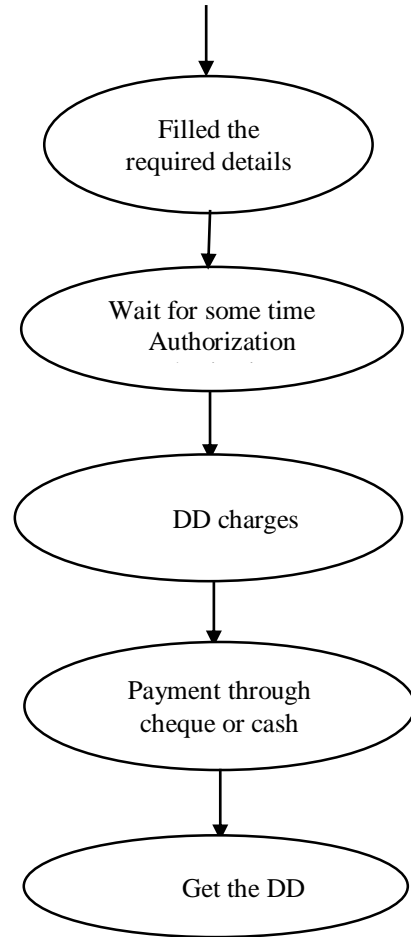 Filled the
required details
Wait for some time
Authorization
DD charges
Payment through
cheque or cash
Get the DD